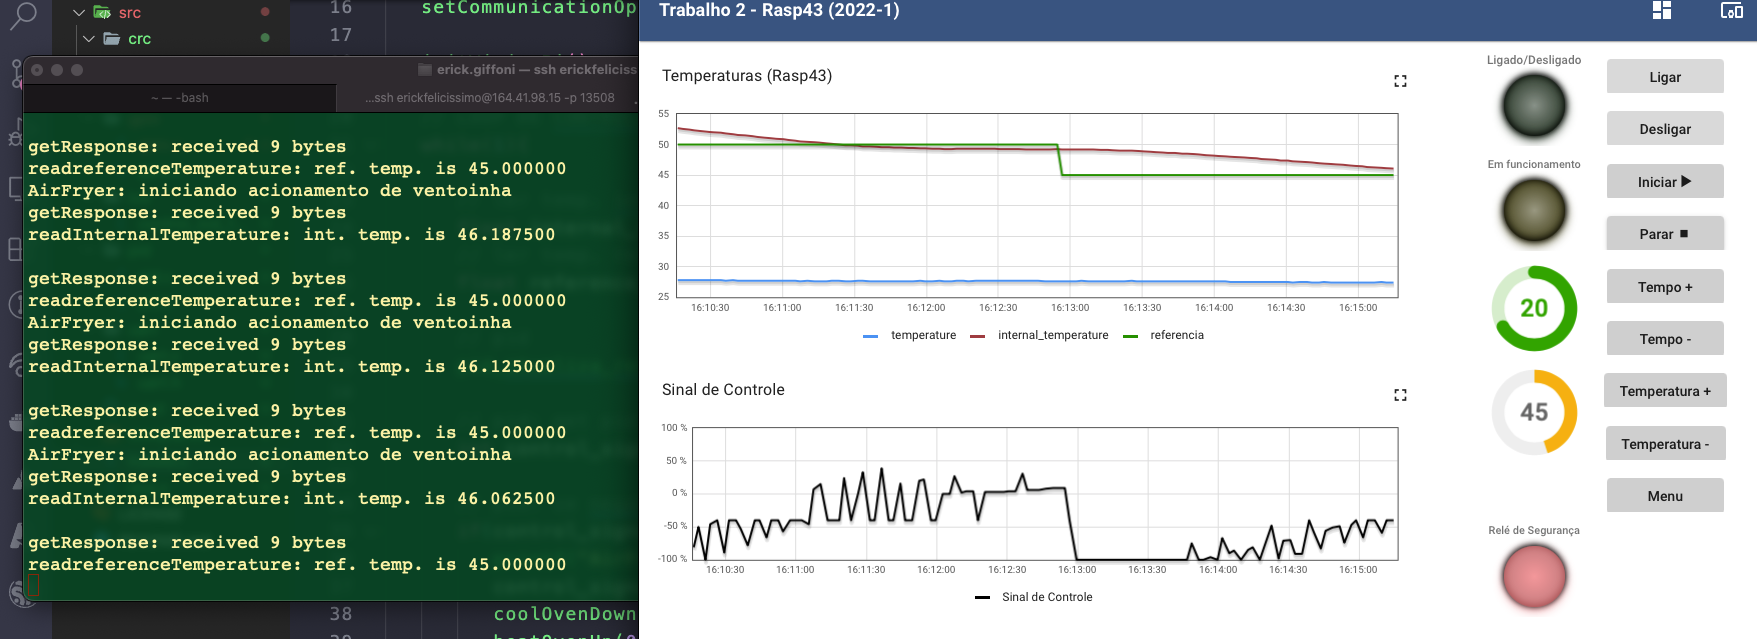 src
crc
16
setCommunicationOp
17
erick.giffoni — ssh erickfeliciss
~ — -bash
...ssh erickfelicissimo@164.41.98.15 -p 13508
getResponse: received 9 bytes
readreferenceTemperature: ref. temp. is 45.000000
AirFryer: iniciando acionamento de ventoinha
getResponse: received 9 bytes
readInternalTemperature: int. temp. is 46.187500
getResponse: received 9 bytes
readreferenceTemperature: ref. temp. is 45.000000
AirFryer: iniciando acionamento de ventoinha
getResponse: received 9 bytes
readInternalTemperature: int. temp. is 46.125000
getResponse: received 9 bytes
readreferenceTemperature: ref. temp. is 45.000000
AirFryer: iniciando acionamento de ventoinha
getResponse: received 9 bytes
readInternalTemperature: int. temp. is 46.062500
getResponse: received 9 bytes
readreferenceTemperature: ref. temp. is 45.000000
38
coolOvenDown
Trabalho 2 - Rasp43 (2022-1)
Temperaturas (Rasp43)
55
50
45
40
35
30
25
16:10:30 16:11:00 16:11:30 16:12:00 16:12:30 16:13:00 16:13:30 16:14:00 16:14:30 16:15:00
temperature internal_temperature referencia
Sinal de Controle
100 %
50 %
0 %
-50 %
-100 %
16:10:30 16:11:00 16:11:30 16:12:00 16:12:30 16:13:00 16:13:30 16:14:00 16:14:30 16:15:00
Sinal de Controle
Ligado/Desligado
Em funcionamento
20
45
Relé de Segurança
Ligar
Desligar
Iniciar ▶
Parar ■
Tempo +
Tempo -
Temperatura +
Temperatura -
Menu